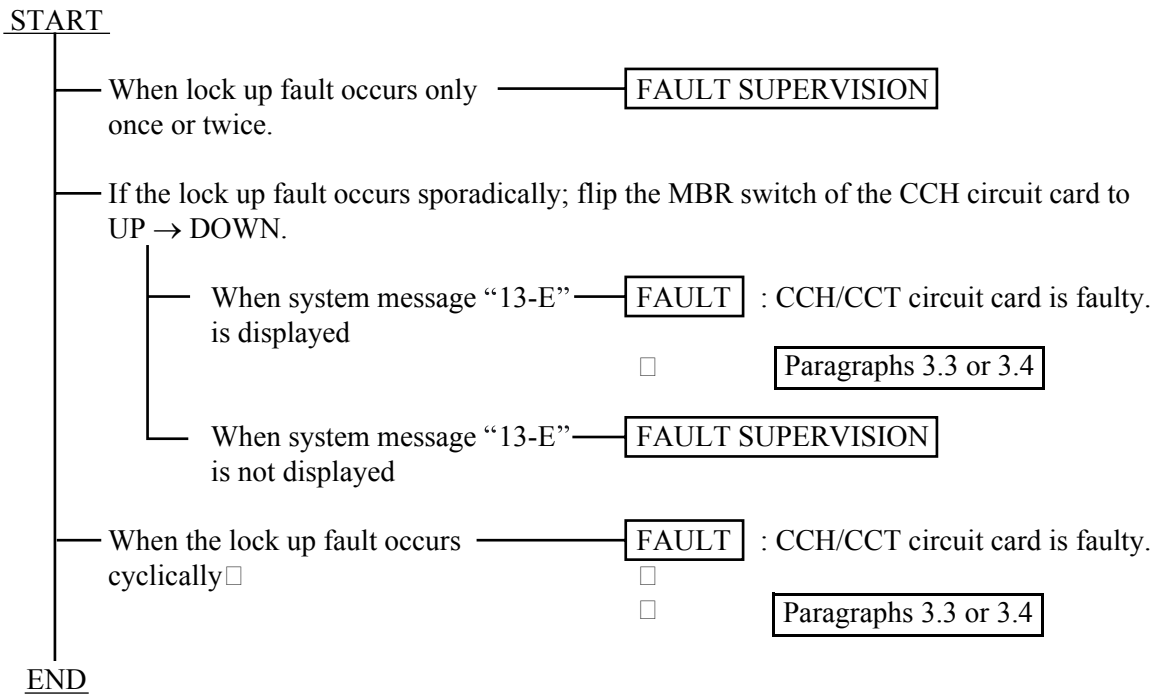 START
When lock up fault occurs only FAULT SUPERVISION
once or twice.
If the lock up fault occurs sporadically; flip the MBR switch of the CCH circuit card to
UP → DOWN.
When system message “13-E” FAULT : CCH/CCT circuit card is faulty.
is displayed
Paragraphs 3.3 or 3.4
When system message “13-E” FAULT SUPERVISION
is not displayed
When the lock up fault occurs FAULT : CCH/CCT circuit card is faulty.
cyclically
Paragraphs 3.3 or 3.4
END